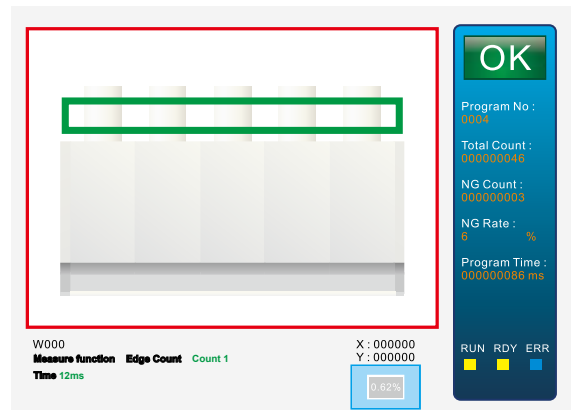 OK
Program No :
0004
Total Count :
000000046
NG Count :
000000003
NG Rate :
6 %
Program Time :
000000086 ms
RUN RDY ERR
W000
Measure function Edge Count Count 1
Time 12ms
X : 000000
Y : 000000
0.62%